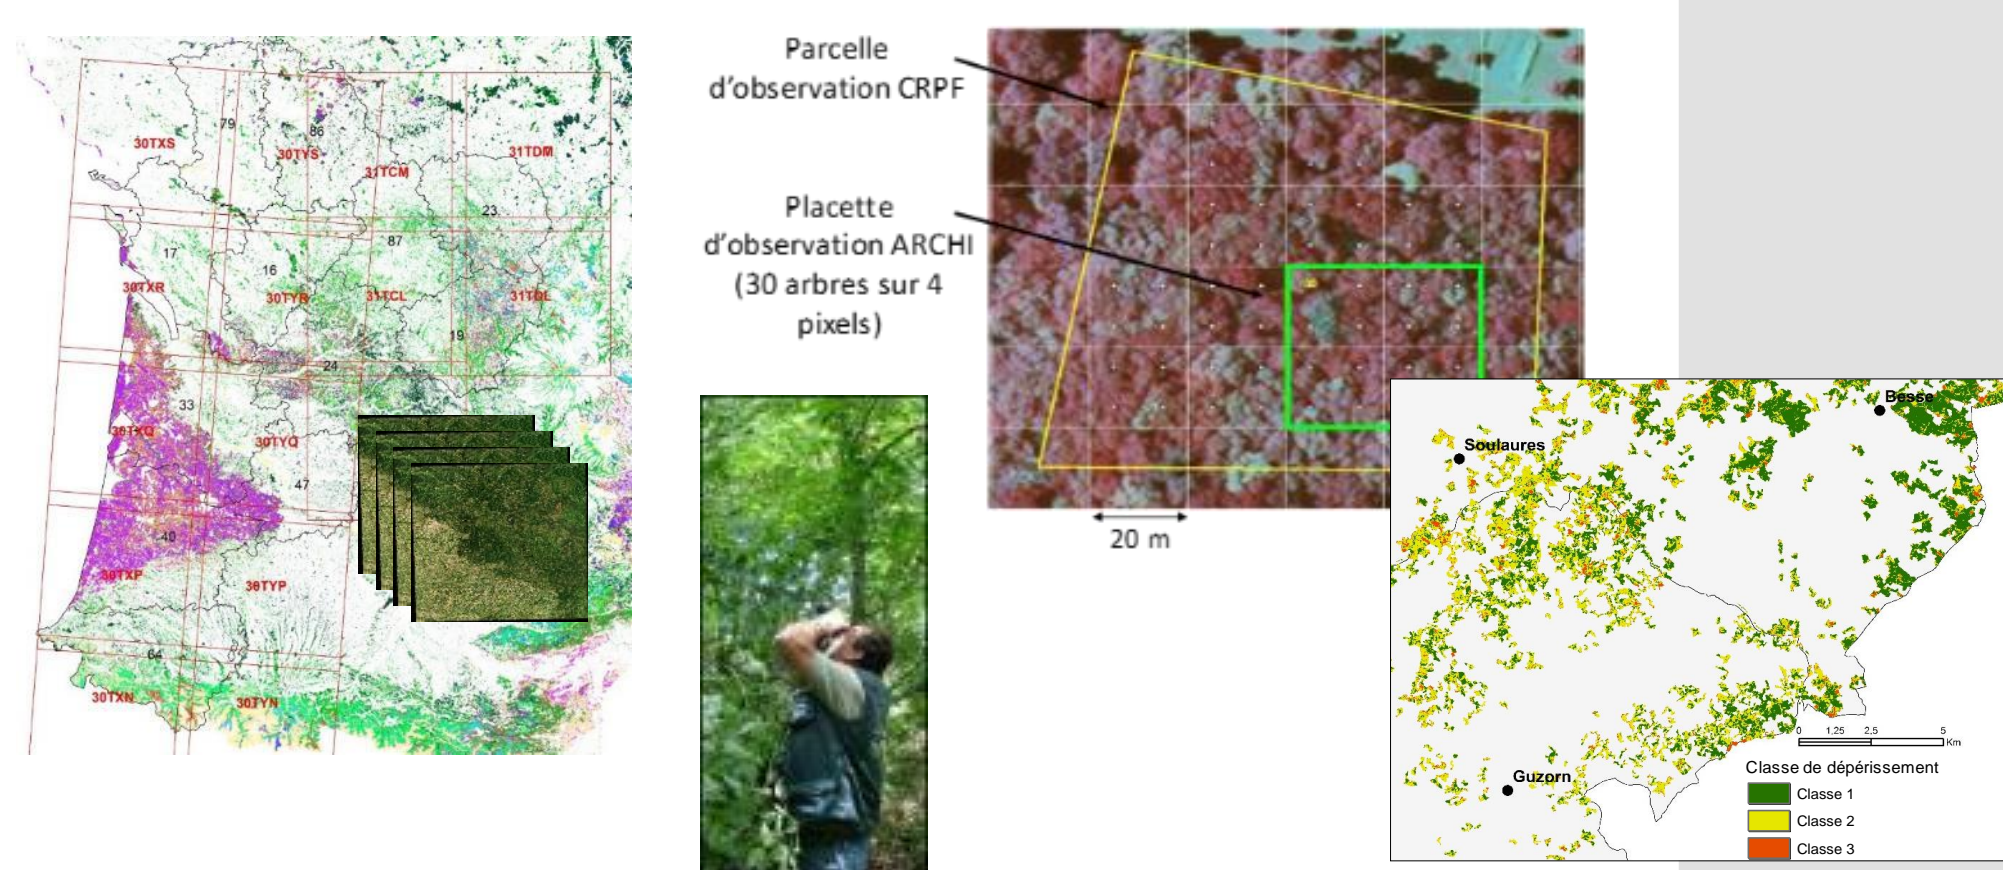 79
86
30TXS
30TYS
31TCM
31TDM
23
87
17
16
30TXR
30TYR
31TCL
31TDL
19
24
33
30TXQ
30TYQ
47
40
30TXP
30TYP
64
30TXN
30TYN
Parcelle
d'observation CRPF
Placette
d'observation ARCHI
(30 arbres sur 4
pixels)
20 m
Besse
Soulaures
Guzorn
0 1,25 2,5 5
Km
Classe de dépérissement
Classe 1
Classe 2
Classe 3